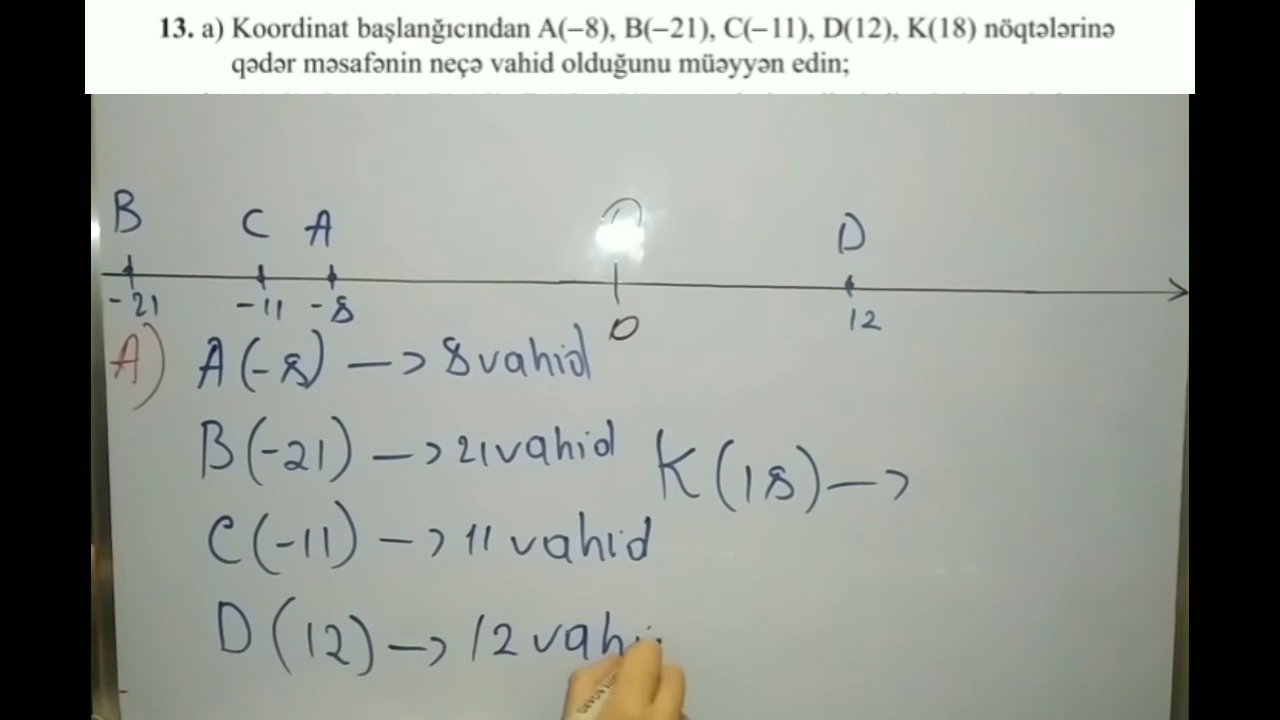 13. a) Koordinat başlanğıcından A(–8), B(–21), C(–11), D(12), K(18) nöqtələrinə
qədər məsafənin neçə vahid olduğunu müəyyən edin;
B C A D
-21 -11 -8 0 12
A) A(-8) —> 8 vahid
B(-21) —> 21 vahid
K(18) —>
C(-11) —> 11 vahid
D(12) —> 12 vah